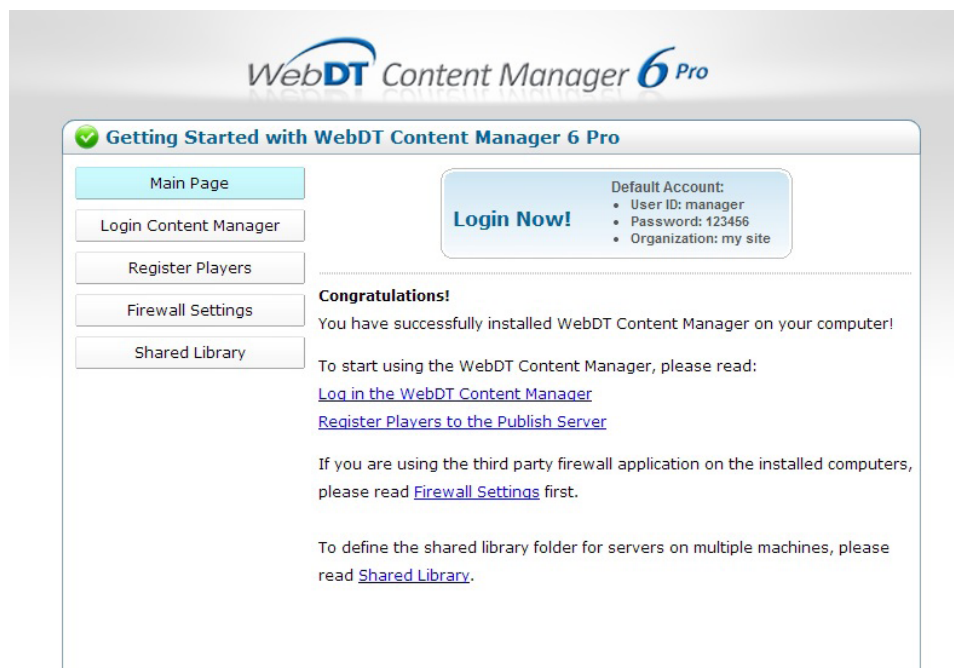 WebDT Content Manager 6 Pro
Getting Started with WebDT Content Manager 6 Pro
Main Page
Login Content Manager
Register Players
Firewall Settings
Shared Library
Login Now!
Default Account:
• User ID: manager
• Password: 123456
• Organization: my site
Congratulations!
You have successfully installed WebDT Content Manager on your computer!
To start using the WebDT Content Manager, please read:
Log in the WebDT Content Manager
Register Players to the Publish Server
If you are using the third party firewall application on the installed computers,
please read Firewall Settings first.
To define the shared library folder for servers on multiple machines, please
read Shared Library.